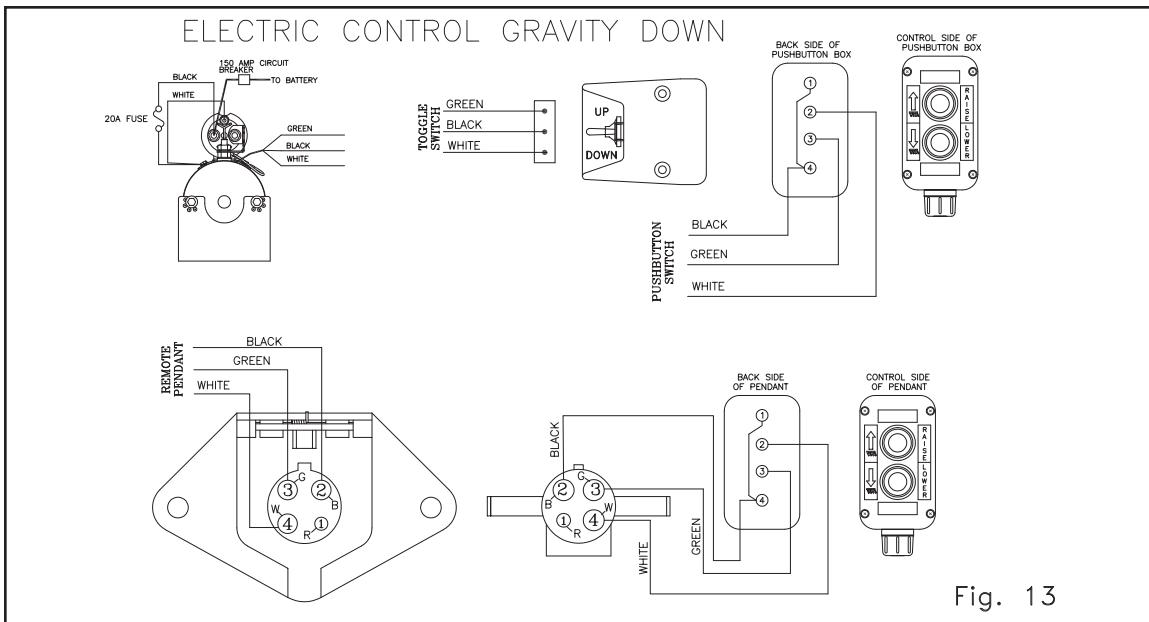 ELECTRIC CONTROL GRAVITY DOWN
150 AMP CIRCUIT
BREAKER
TO BATTERY
BLACK
WHITE
20A FUSE
GREEN
BLACK
WHITE
TOGGLE
SWITCH
GREEN
BLACK
WHITE
UP
DOWN
BACK SIDE OF
PUSHBUTTON BOX
1
2
3
4
BLACK
GREEN
WHITE
PUSHBUTTON
SWITCH
CONTROL SIDE OF
PUSHBUTTON BOX
RAISE
LOWER
REMOTE
PENDANT
BLACK
GREEN
WHITE
G
3
2
B
W
4
1
R
BLACK
G
2
3
B
W
1
4
R
WHITE
GREEN
BACK SIDE
OF PENDANT
1
2
3
4
CONTROL SIDE
OF PENDANT
RAISE
LOWER
Fig. 13